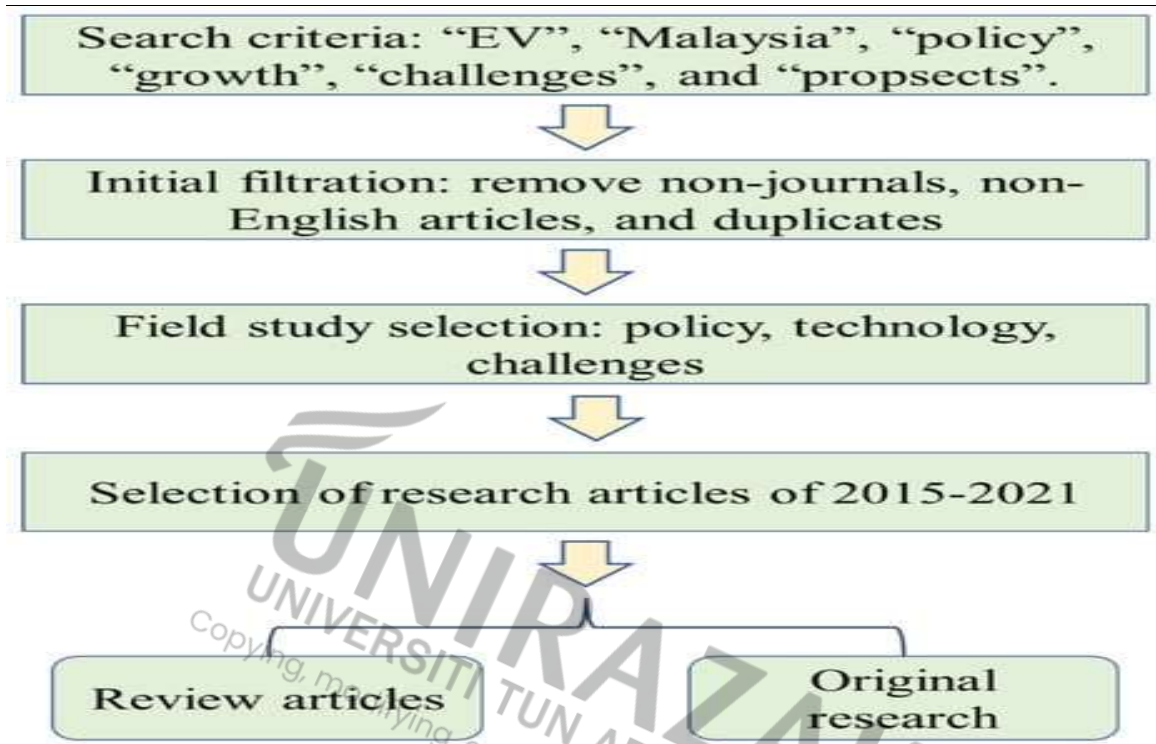 Search criteria: “EV”, “Malaysia”, “policy”,
“growth”, “challenges”, and “propsects”.
Initial filtration: remove non-journals, non-
English articles, and duplicates
Field study selection: policy, technology,
challenges
Selection of research articles of 2015-2021
Review articles
Original
research
UNIRAZA
UNIVERSITI TUN A
Copying, modifying